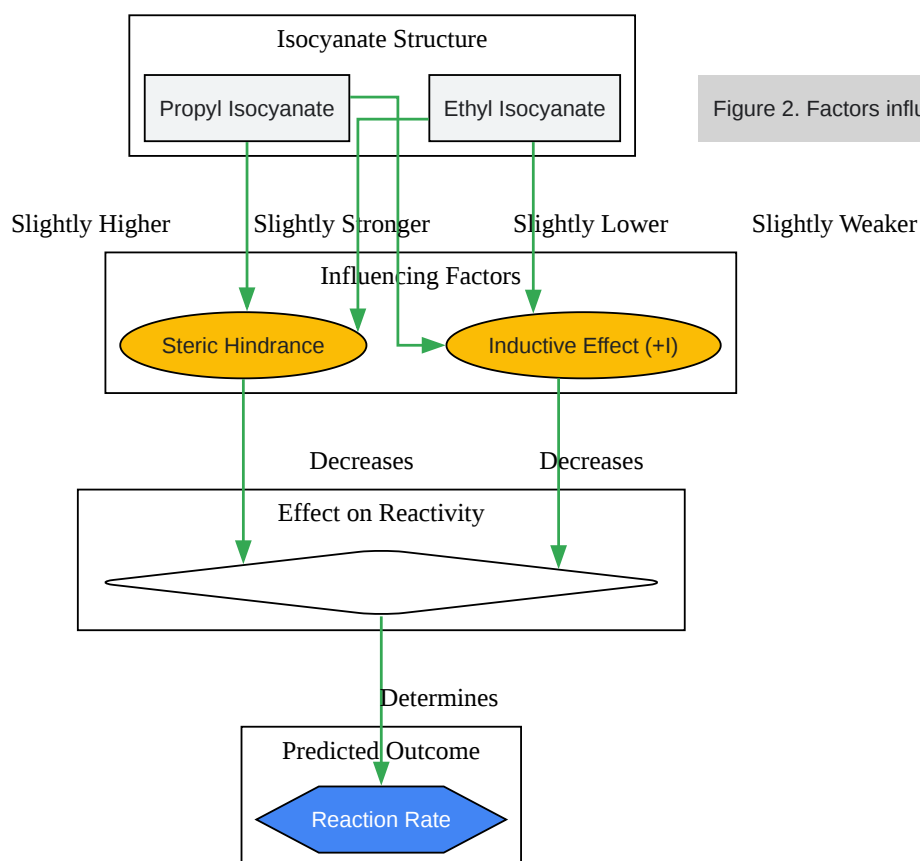 Isocyanate Structure
Propyl Isocyanate
Ethyl Isocyanate
Figure 2. Factors
Slightly Higher
Slightly Stronger
Slightly Lower
Slightly Weaker
Influencing Factors
Steric Hindrance
Inductive Effect (+I)
Decreases
Decreases
Effect on Reactivity
Determines
Predicted Outcome
Reaction Rate